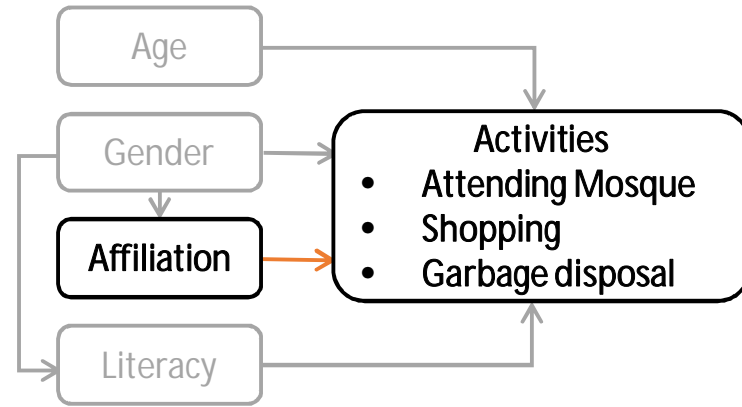 Age
Gender
Affiliation
Literacy
Activities
• Attending Mosque
• Shopping
• Garbage disposal